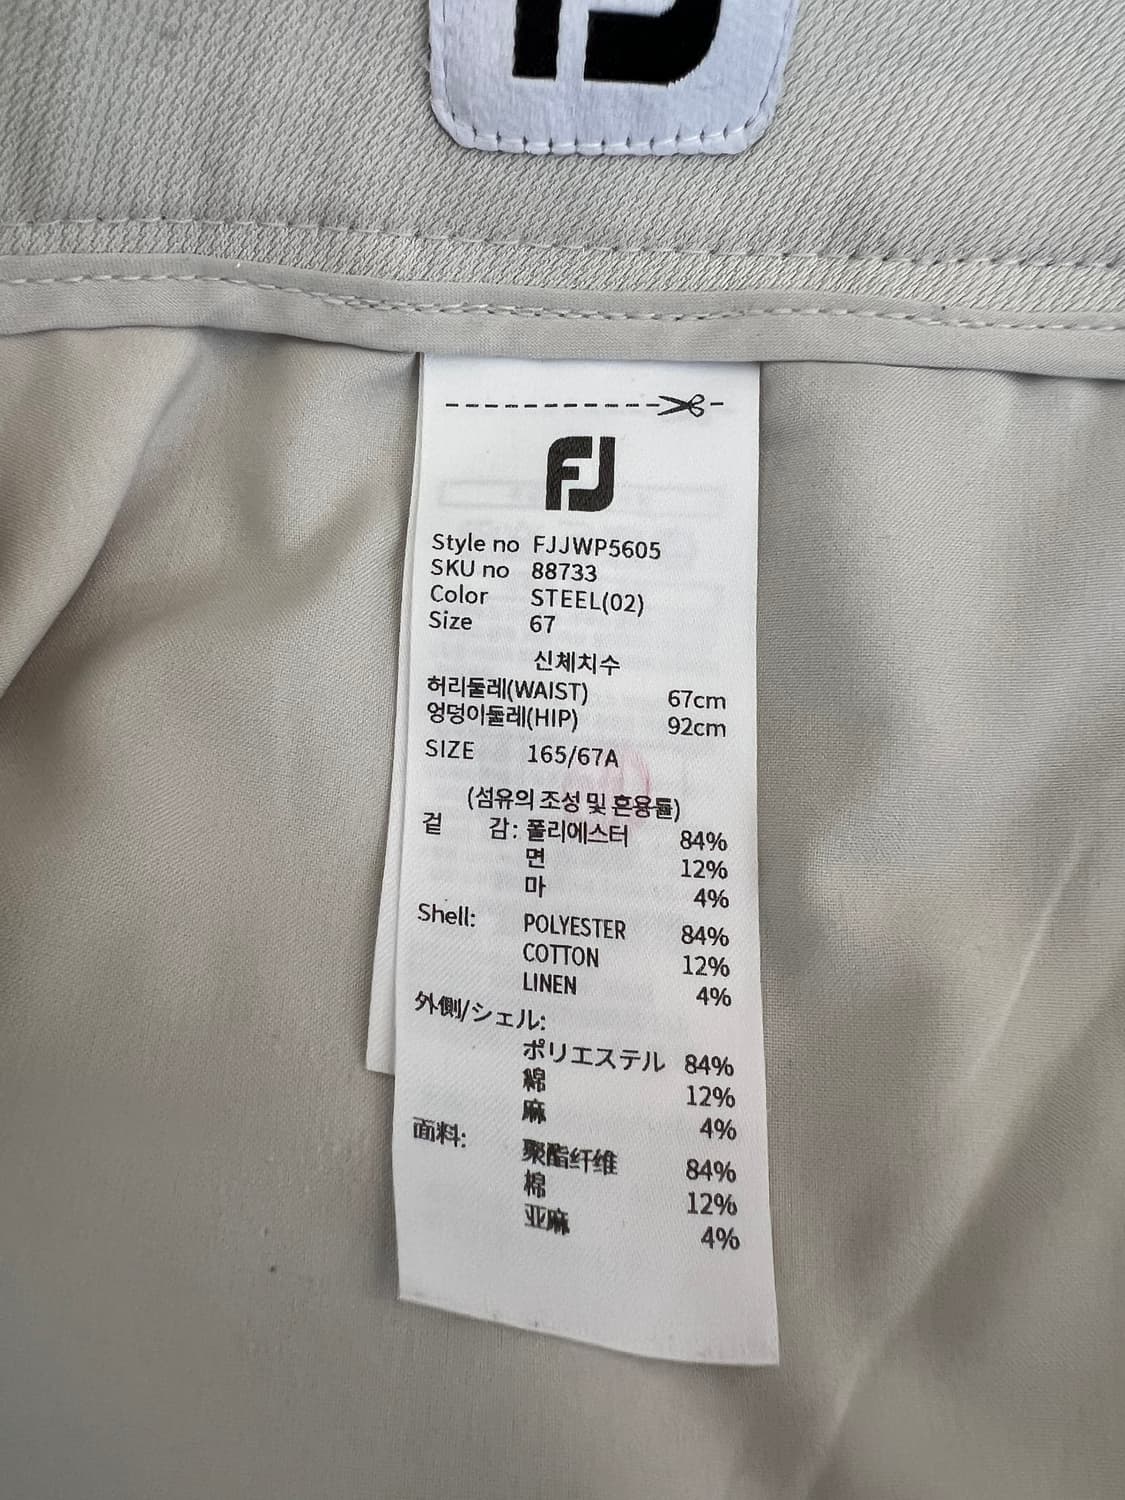 FJ
FJ
Style no FJJWP5605
SKU no 88733
Color STEEL(02)
Size 67
신체치수
허리둘레(WAIST) 67cm
엉덩이둘레(HIP) 92cm
SIZE 165/67A
(섬유의 조성 및 혼용률)
겉 감: 폴리에스터 84%
면 12%
마 4%
Shell: POLYESTER 84%
COTTON 12%
LINEN 4%
外側/シェル:
ポリエステル 84%
綿 12%
麻 4%
面料:
聚酯纤维 84%
棉 12%
亚麻 4%